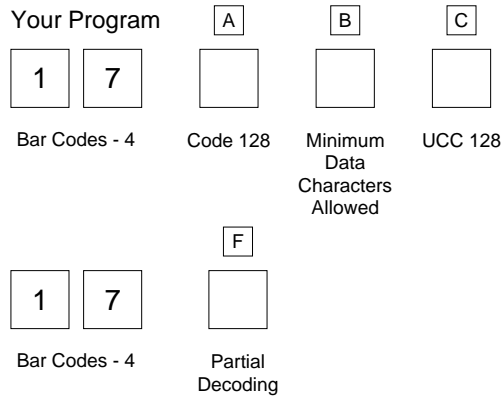 Your Program A B C
1 7
Bar Codes - 4 Code 128 Minimum UCC 128
Data
Characters
Allowed
F
1 7
Bar Codes - 4 Partial
Decoding